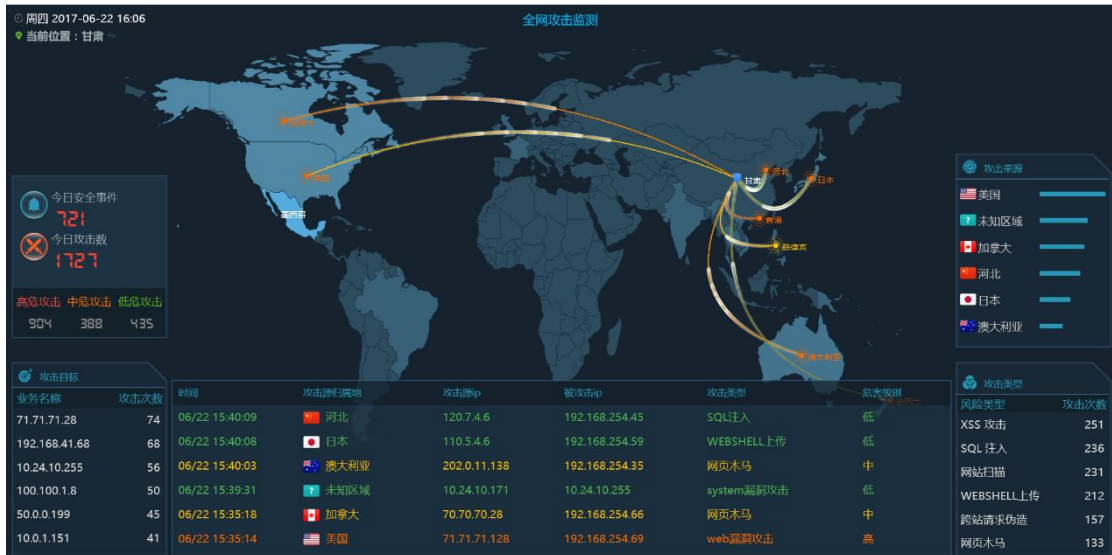 周四 2017-06-22 16:06
全网攻击监测
当前位置：甘肃
加拿大
美国
墨西哥
甘肃
河北
日本
香港
菲律宾
澳大利亚
今日安全事件
721
今日攻击数
1727
高危攻击 中危攻击 低危攻击
904 388 435
攻击来源
美国
未知区域
加拿大
河北
日本
澳大利亚
攻击目标
业务名称 攻击次数
71.71.71.28 74
192.168.41.68 68
10.24.10.255 56
100.100.1.8 50
50.0.0.199 45
10.0.1.151 41
时间 攻击源归属地 攻击源ip 被攻击ip 攻击类型 危害级别
06/22 15:40:09 河北 120.7.4.6 192.168.254.45 SQL注入 低
06/22 15:40:08 日本 110.5.4.6 192.168.254.59 WEBSHELL上传 低
06/22 15:40:03 澳大利亚 202.0.11.138 192.168.254.35 网页木马 中
06/22 15:39:31 未知区域 10.24.10.171 10.24.10.255 system漏洞攻击 低
06/22 15:35:18 加拿大 70.70.70.28 192.168.254.66 网页木马 中
06/22 15:35:14 美国 71.71.71.128 192.168.254.69 web漏洞攻击 高
攻击类型
风险类型 攻击次数
XSS 攻击 251
SQL 注入 236
网站扫描 231
WEBSHELL上传 212
跨站请求伪造 157
网页木马 133